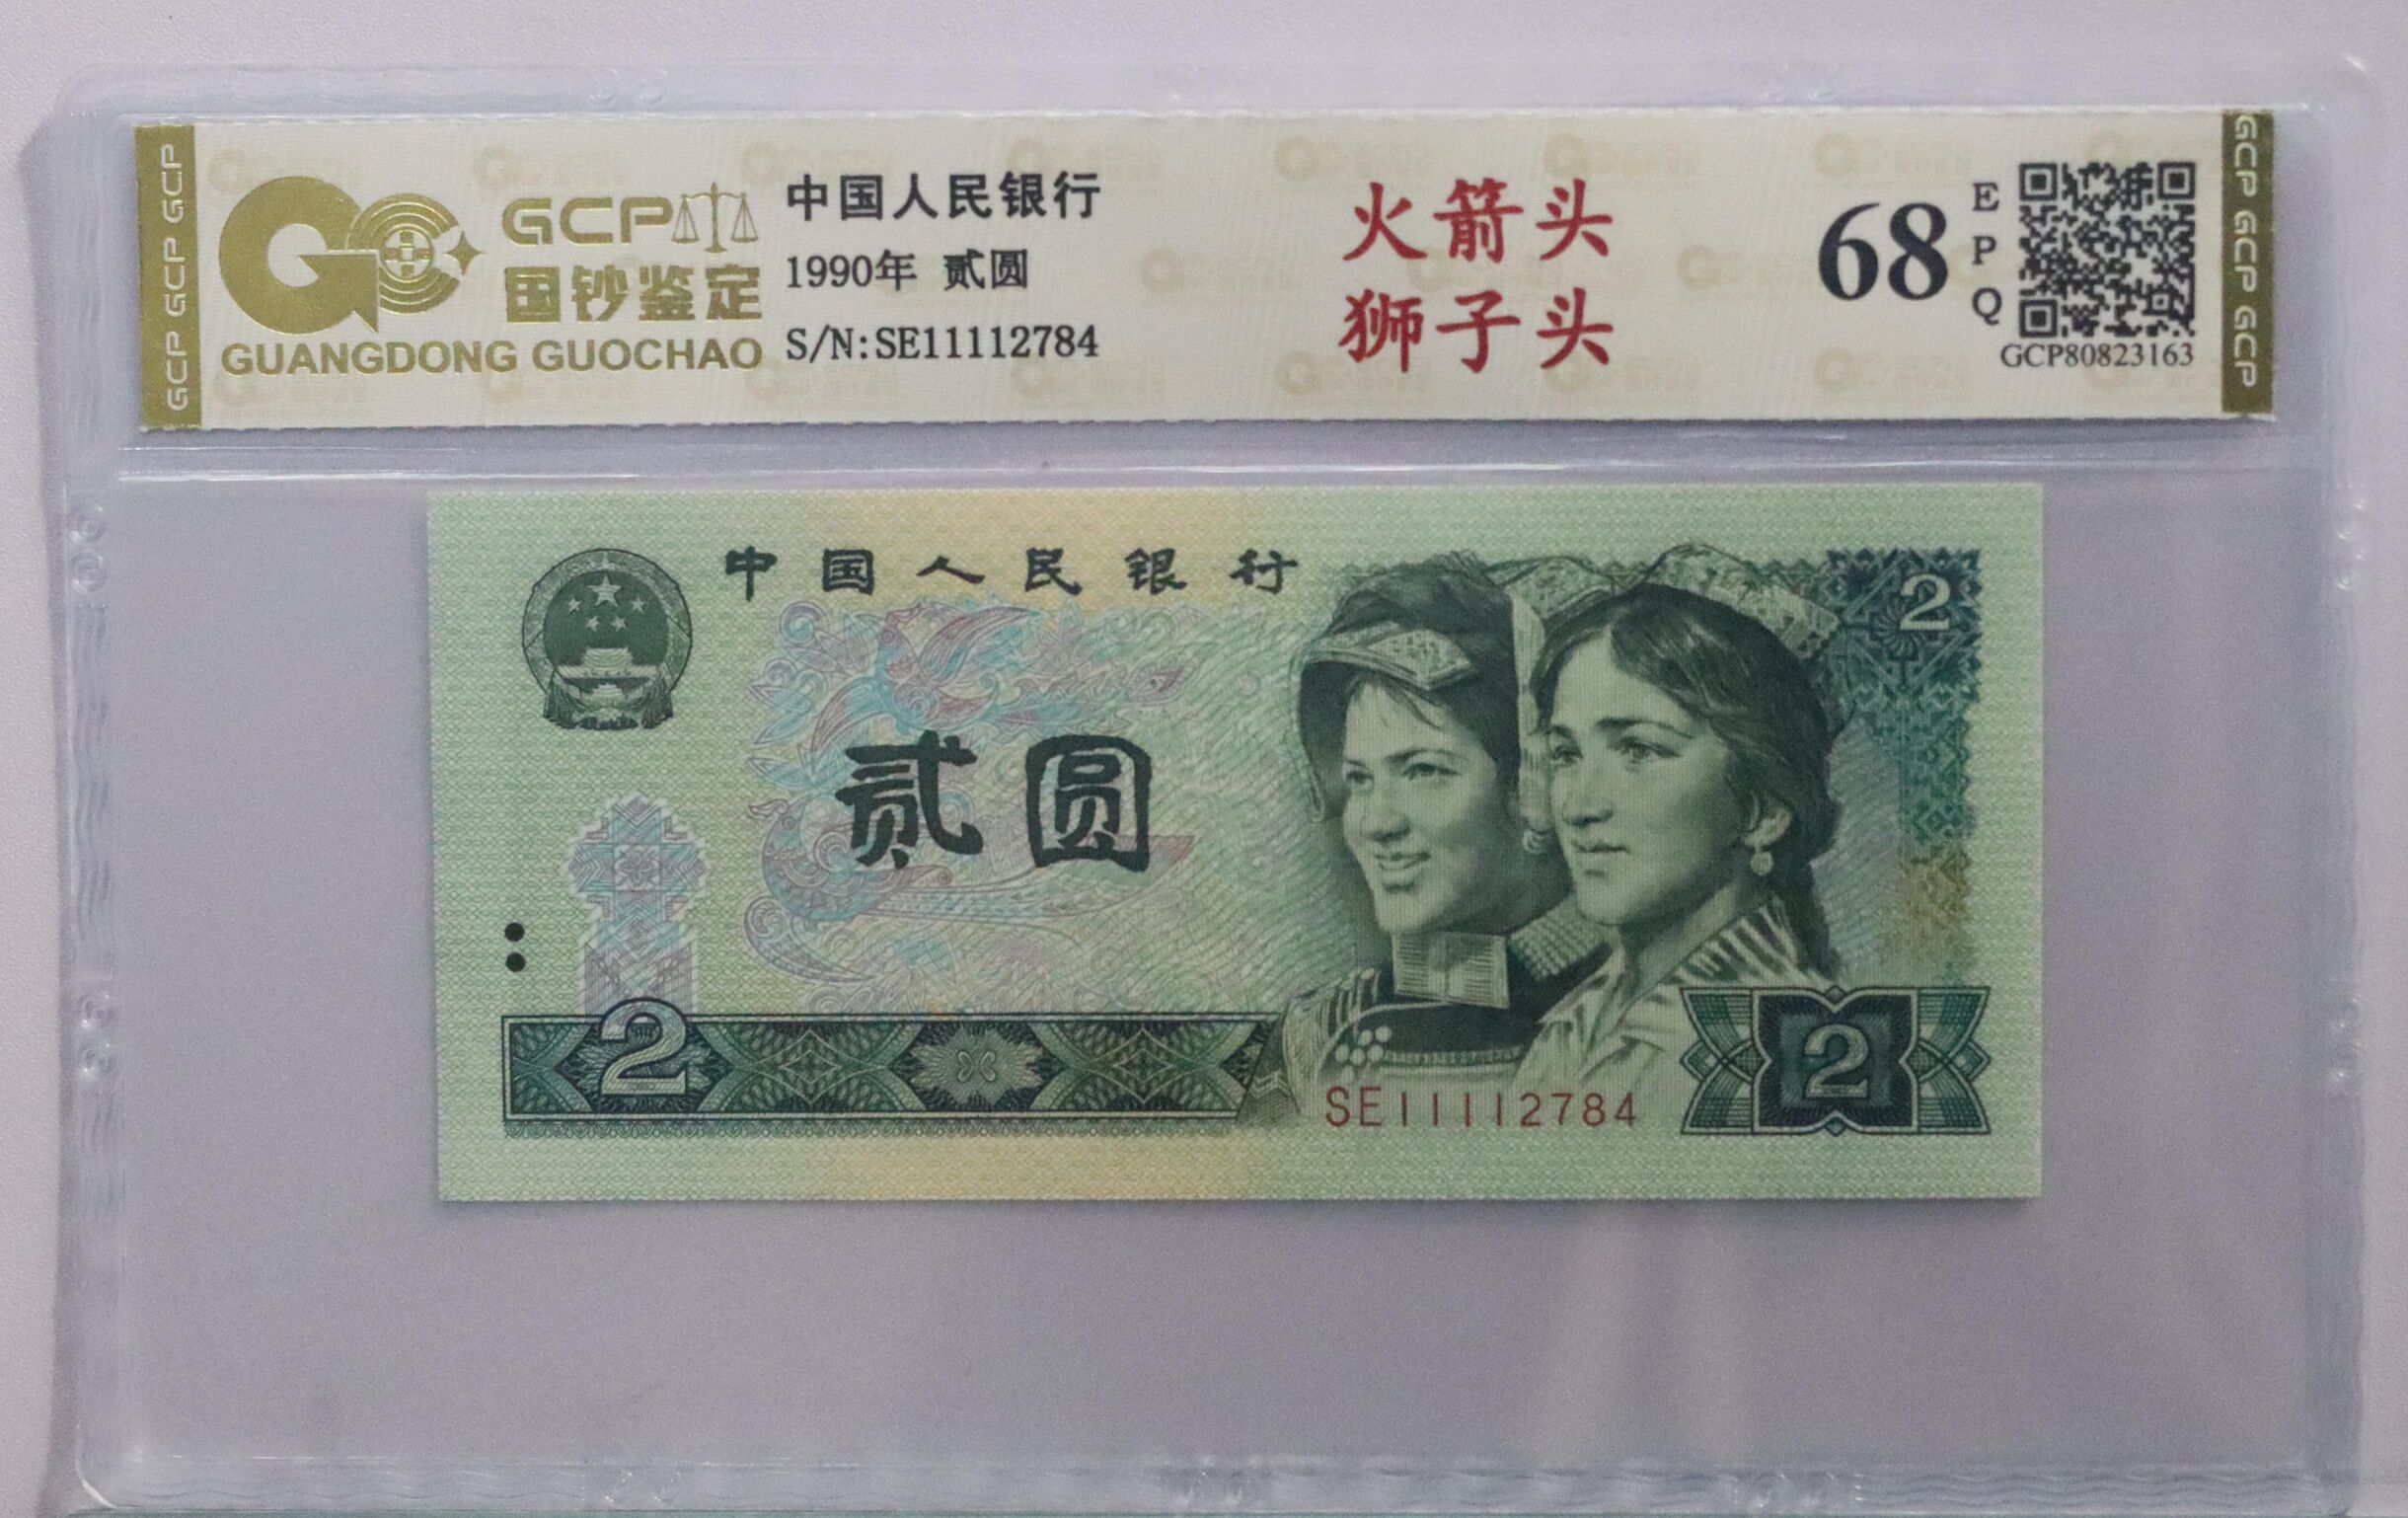 GCP GCP GCP
GCP
国钞鉴定
GUANGDONG GUOCHAO
中国人民银行
1990年 贰圆
S/N:SE11112784
火箭头
狮子头
68
EPQ
GCP80823163
GCP GCP GCP
中国人民银行
2
贰圆
2
SE11112784
2